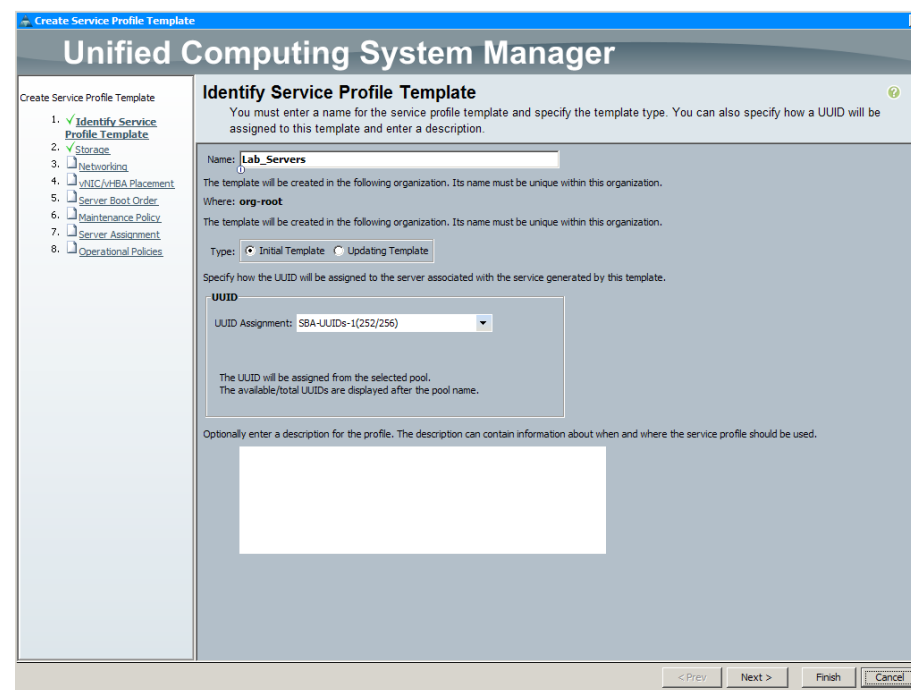 Create Service Profile Template
Unified Computing System Manager
Create Service Profile Template
1. Identify Service
Profile Template
2. Storage
3. Networking
4. vNIC/vHBA Placement
5. Server Boot Order
6. Maintenance Policy
7. Server Assignment
8. Operational Policies
Identify Service Profile Template
You must enter a name for the service profile template and specify the template type. You can also specify how a UUID will be
assigned to this template and enter a description.
Name: Lab_Servers
The template will be created in the following organization. Its name must be unique within this organization.
Where: org-root
The template will be created in the following organization. Its name must be unique within this organization.
Type: Initial Template Updating Template
Specify how the UUID will be assigned to the server associated with the service generated by this template.
UUID
UUID Assignment: SBA-UUIDs-1(252/256)
The UUID will be assigned from the selected pool.
The available/total UUIDs are displayed after the pool name.
Optionally enter a description for the profile. The description can contain information about when and where the service profile should be used.
< Prev Next > Finish Cancel